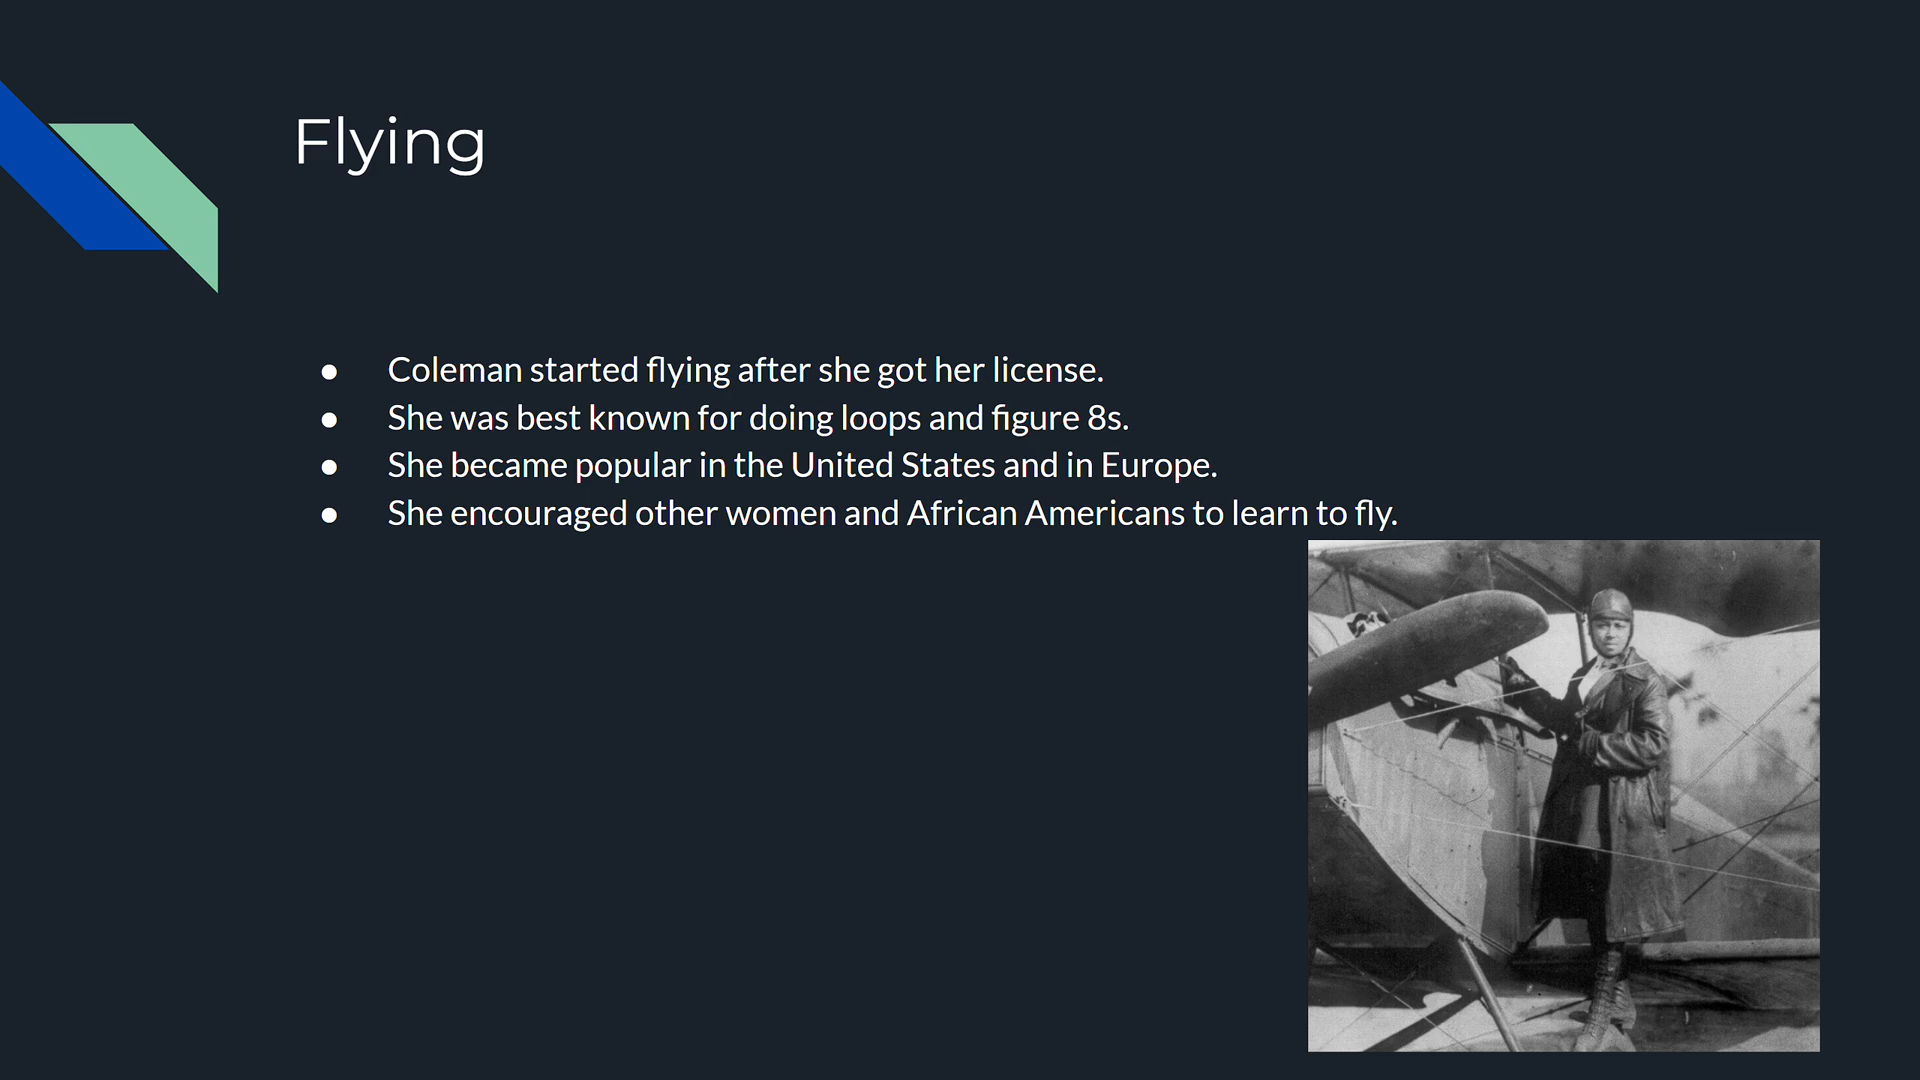 Flying
● Coleman started flying after she got her license.
● She was best known for doing loops and figure 8s.
● She became popular in the United States and in Europe.
● She encouraged other women and African Americans to learn to fly.